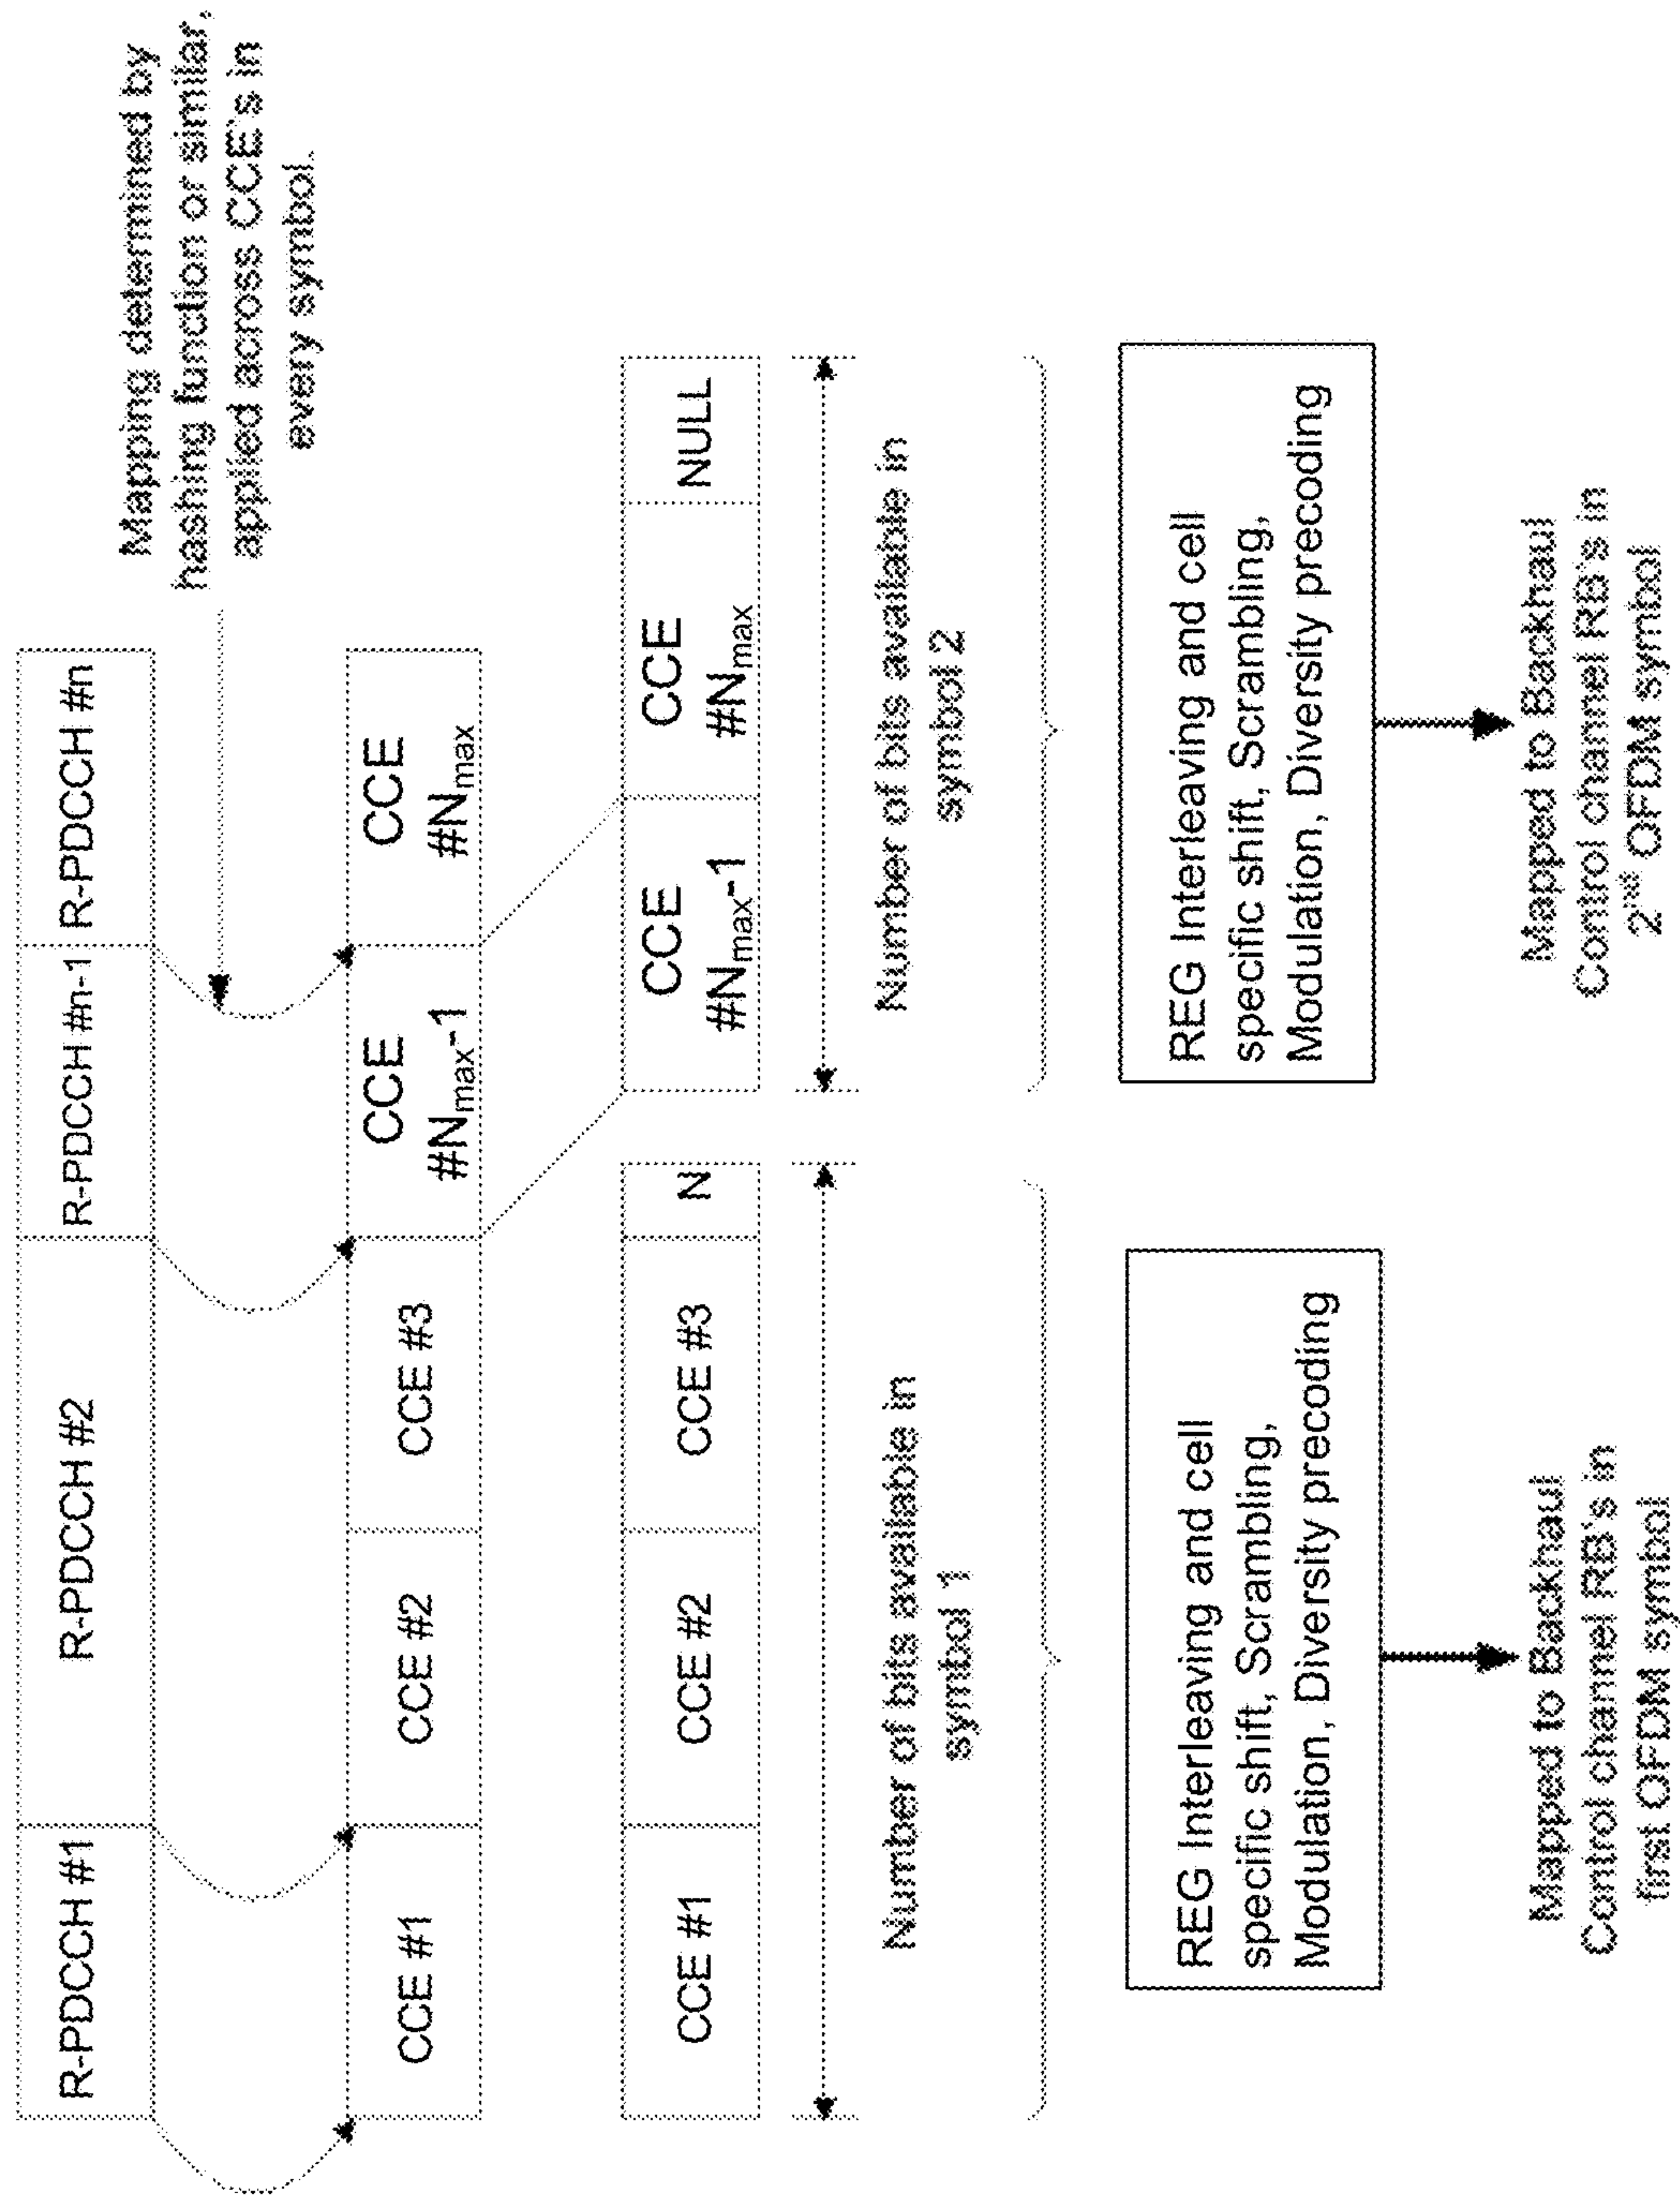 R-PDCCH #1
R-PDCCH #2
R-PDCCH #n-1
R-PDCCH #n
Mapping determined by
hashing function or similar,
applied across CCE's in
every symbol.
CCE #1
CCE #2
CCE #3
CCE
#Nmax-1
CCE
#Nmax
CCE #1
CCE #2
CCE #3
N
CCE
#Nmax-1
CCE
#Nmax
NULL
Number of bits available in
symbol 1
Number of bits available in
symbol 2
REG Interleaving and cell
specific shift, Scrambling,
Modulation, Diversity precoding
REG Interleaving and cell
specific shift, Scrambling,
Modulation, Diversity precoding
Mapped to Backhaul
Control channel RB's in
first OFDM symbol
Mapped to Backhaul
Control channel RB's in
2nd OFDM symbol